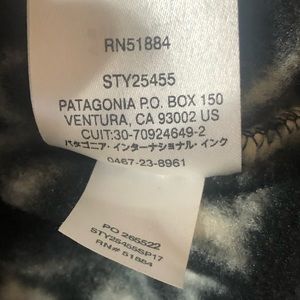 RN51884
STY25455
PATAGONIA P.O. BOX 150
VENTURA, CA 93002 US
CUIT:30-70924649-2
パタゴニア・インターナショナル・インク
0467-23-8961
PO 265522
STY25455SP17
RN# 51884